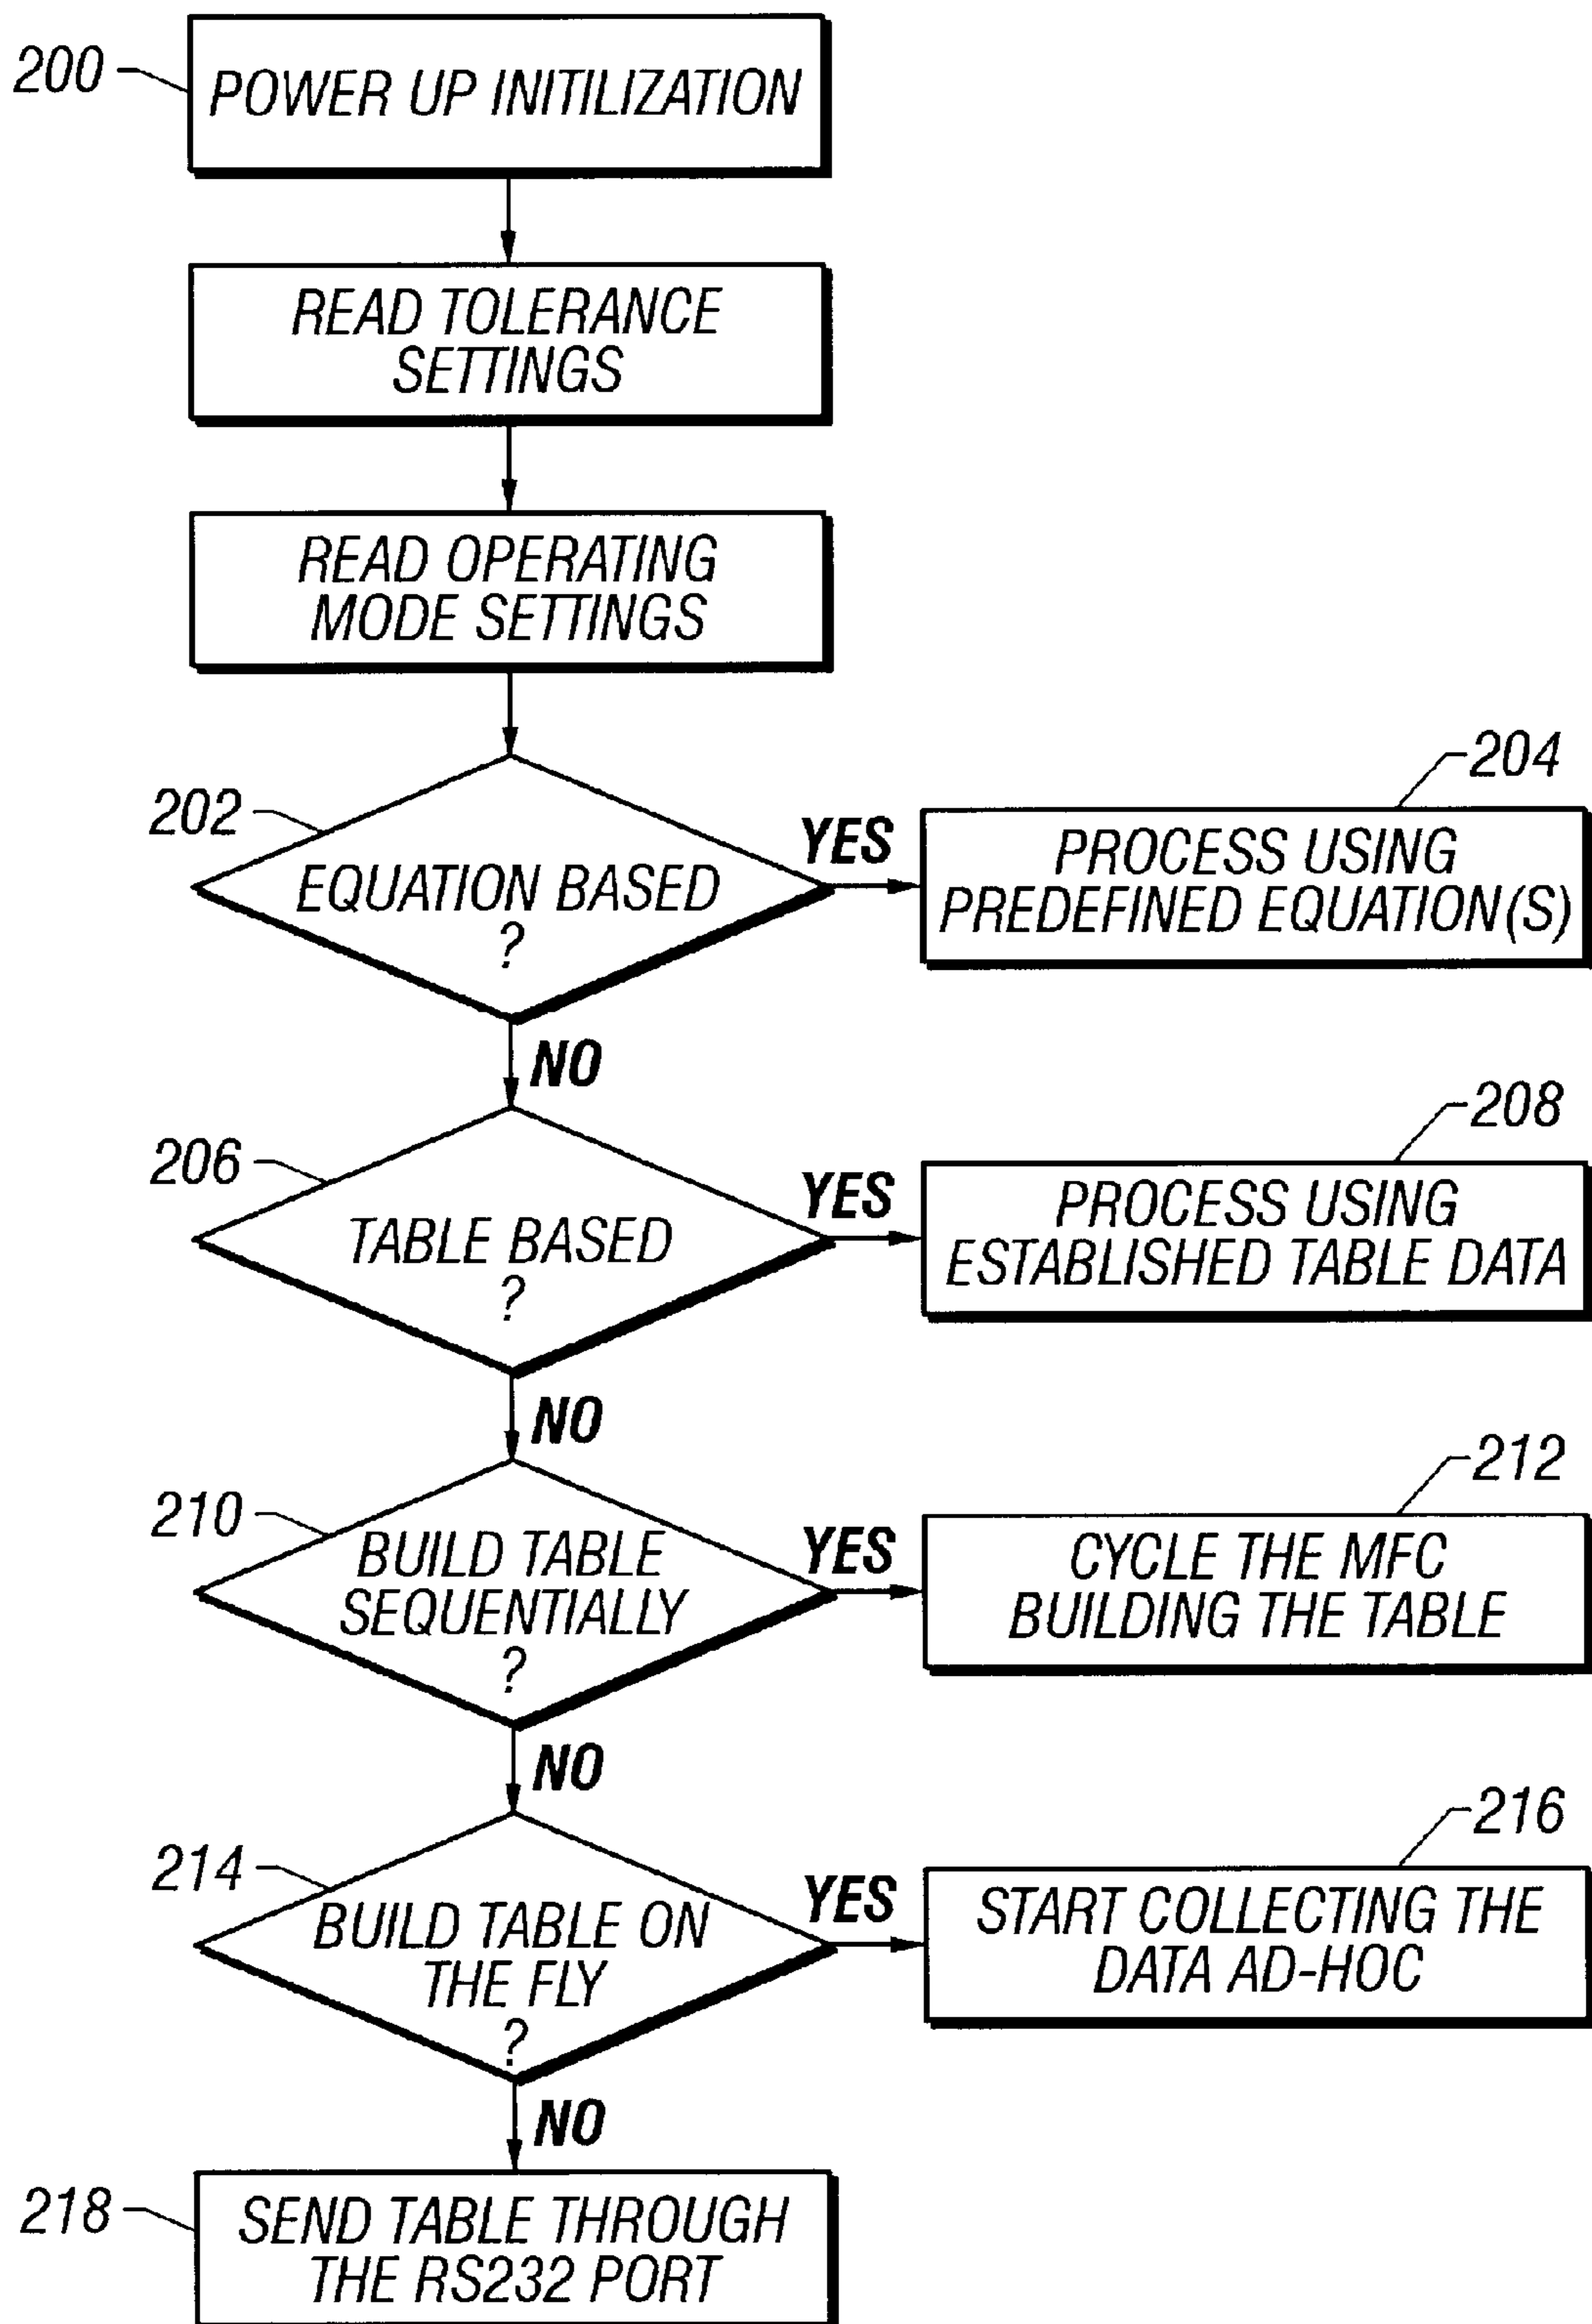 200
POWER UP INITILIZATION
READ TOLERANCE
SETTINGS
READ OPERATING
MODE SETTINGS
202
EQUATION BASED
?
YES
204
PROCESS USING
PREDEFINED EQUATION(S)
NO
206
TABLE BASED
?
YES
208
PROCESS USING
ESTABLISHED TABLE DATA
NO
210
BUILD TABLE
SEQUENTIALLY
?
YES
212
CYCLE THE MFC
BUILDING THE TABLE
NO
214
BUILD TABLE ON
THE FLY
?
YES
216
START COLLECTING THE
DATA AD-HOC
NO
218
SEND TABLE THROUGH
THE RS232 PORT